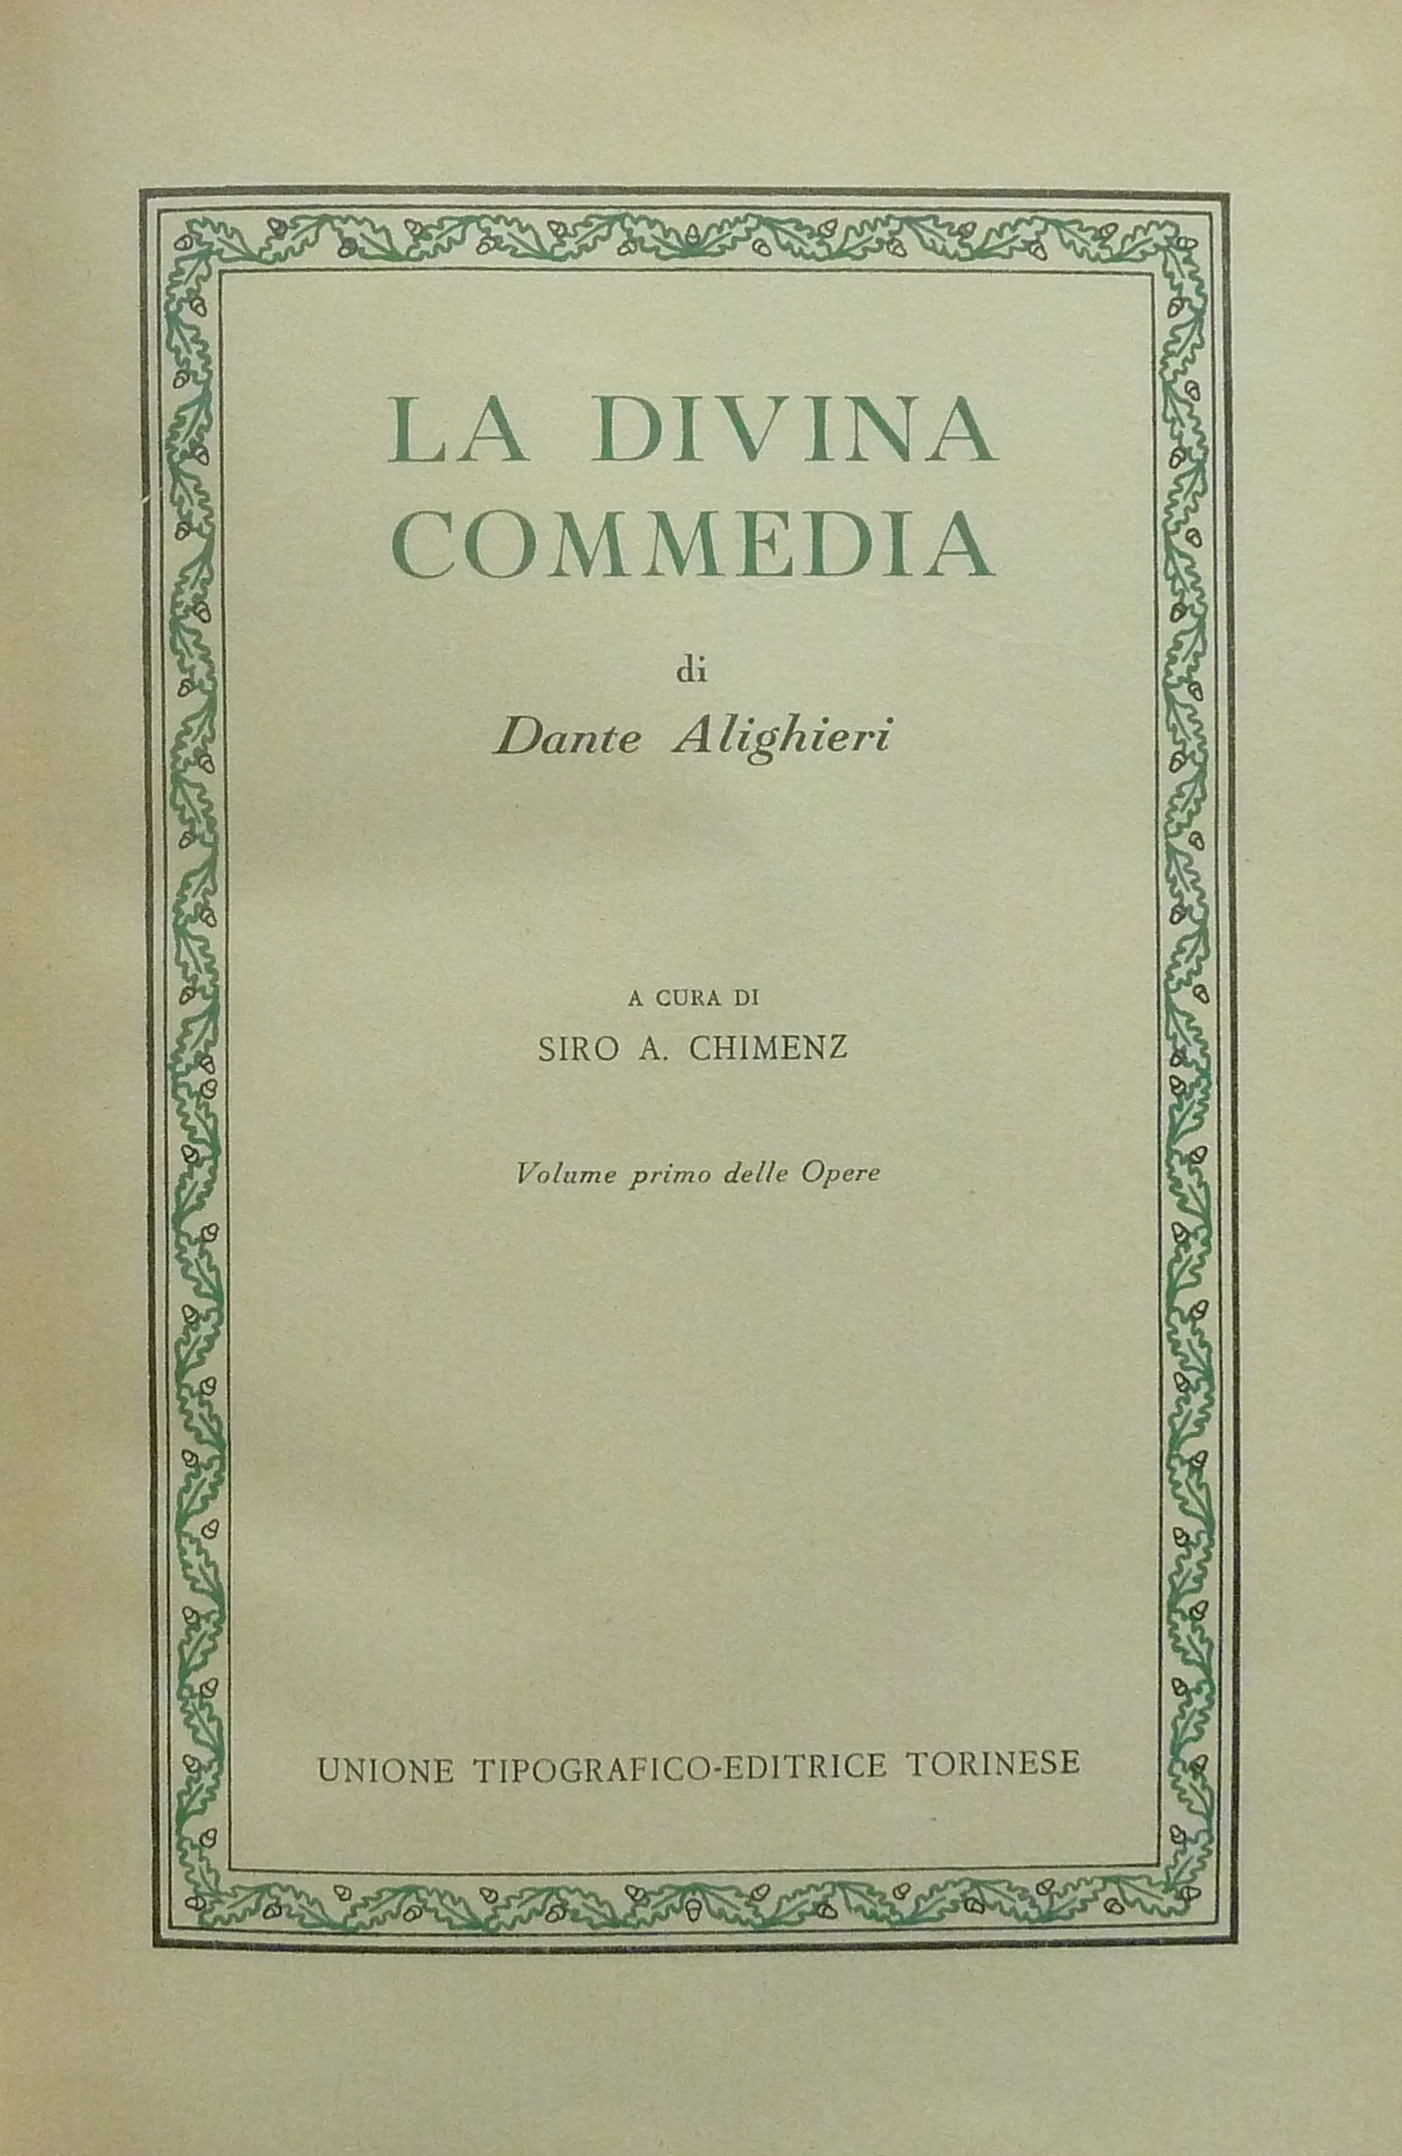 LA DIVINA
COMMEDIA
di
Dante Alighieri
A CURA DI
SIRO A. CHIMENZ
Volume primo delle Opere
UNIONE TIPOGRAFICO-EDITRICE TORINESE